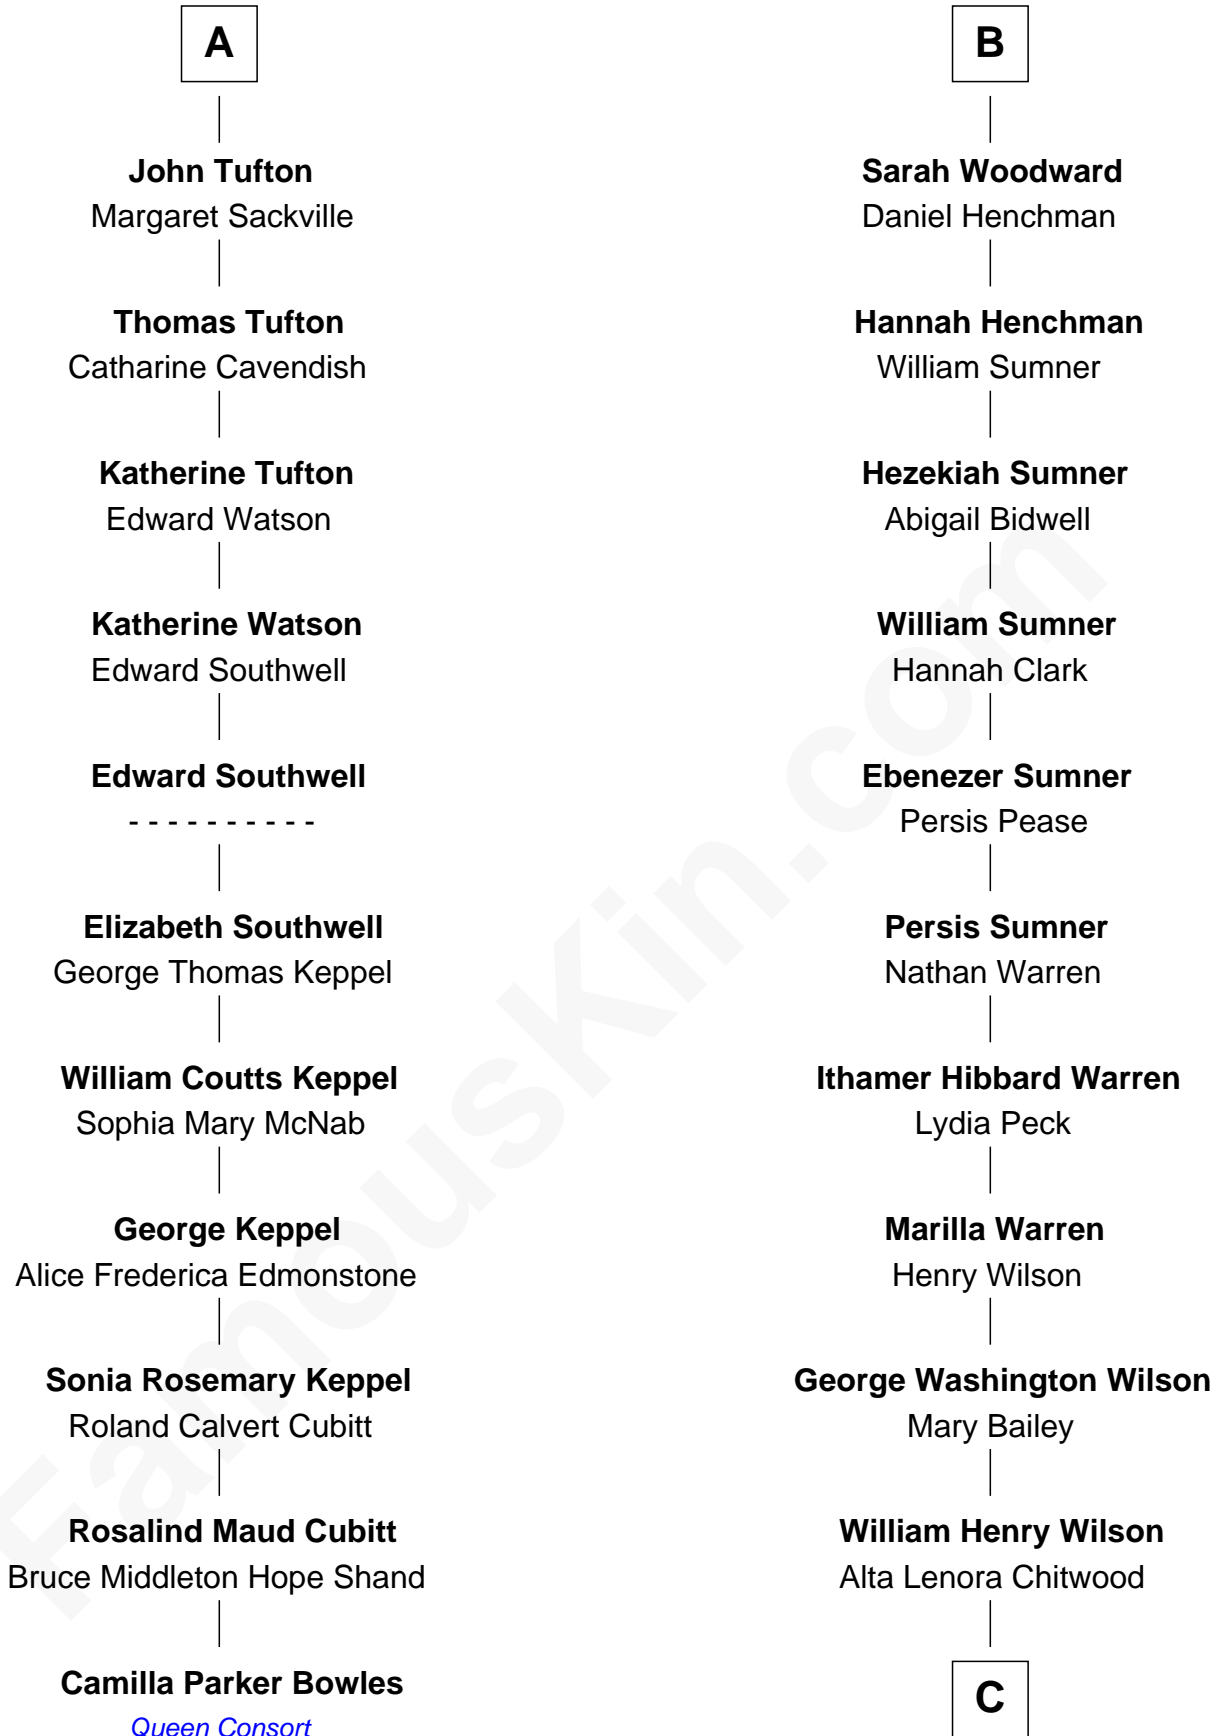 A
John Tufton
Margaret Sackville
Thomas Tufton
Catharine Cavendish
Katherine Tufton
Edward Watson
Katherine Watson
Edward Southwell
Edward Southwell
- - - - - - - - - -
Elizabeth Southwell
George Thomas Keppel
William Coutts Keppel
Sophia Mary McNab
George Keppel
Alice Frederica Edmonstone
Sonia Rosemary Keppel
Roland Calvert Cubitt
Rosalind Maud Cubitt
Bruce Middleton Hope Shand
Camilla Parker Bowles
Queen Consort
B
Sarah Woodward
Daniel Henchman
Hannah Henchman
William Sumner
Hezekiah Sumner
Abigail Bidwell
William Sumner
Hannah Clark
Ebenezer Sumner
Persis Pease
Persis Sumner
Nathan Warren
Ithamer Hibbard Warren
Lydia Peck
Marilla Warren
Henry Wilson
George Washington Wilson
Mary Bailey
William Henry Wilson
Alta Lenora Chitwood
C
FamousKin.com